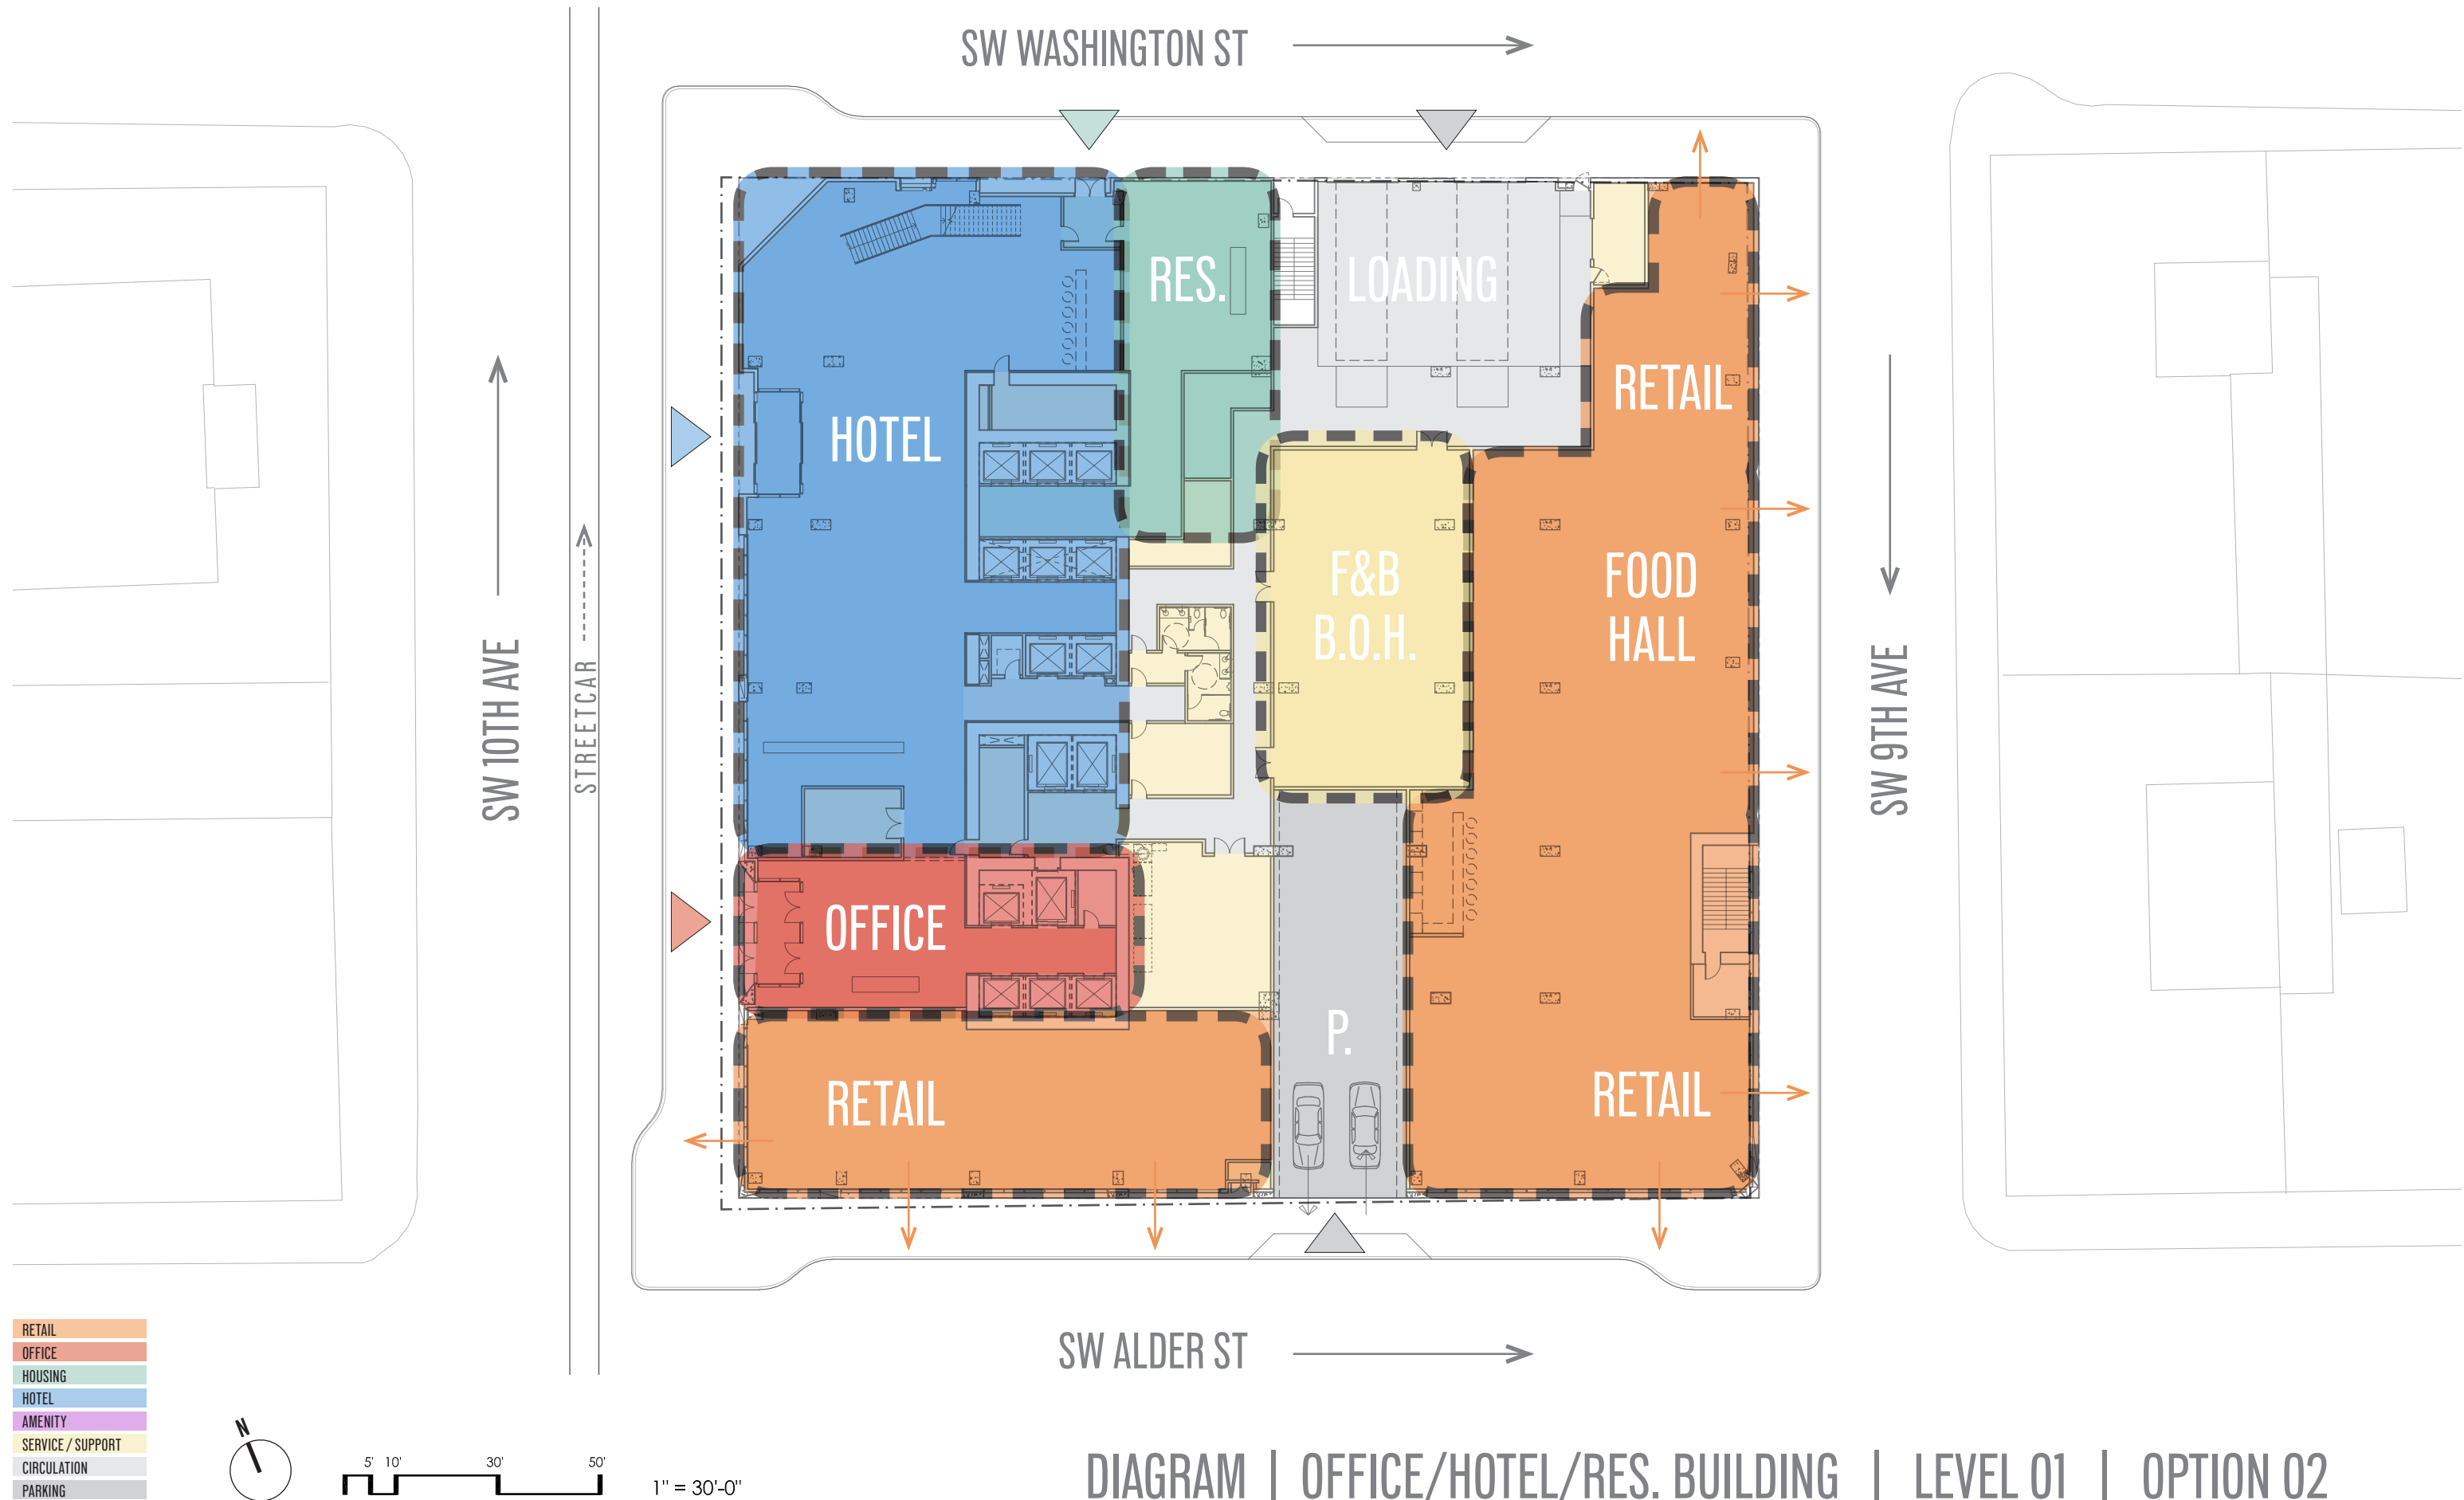 SW WASHINGTON ST
RES.
LOADING
RETAIL
HOTEL
F&B
B.O.H.
FOOD
HALL
SW 10TH AVE
STREETCAR
SW 9TH AVE
OFFICE
P.
RETAIL
RETAIL
SW ALDER ST
RETAIL
OFFICE
HOUSING
HOTEL
AMENITY
SERVICE / SUPPORT
CIRCULATION
PARKING
N
5' 10' 30' 50'
1" = 30'-0"
DIAGRAM | OFFICE/HOTEL/RES. BUILDING | LEVEL 01 | OPTION 02